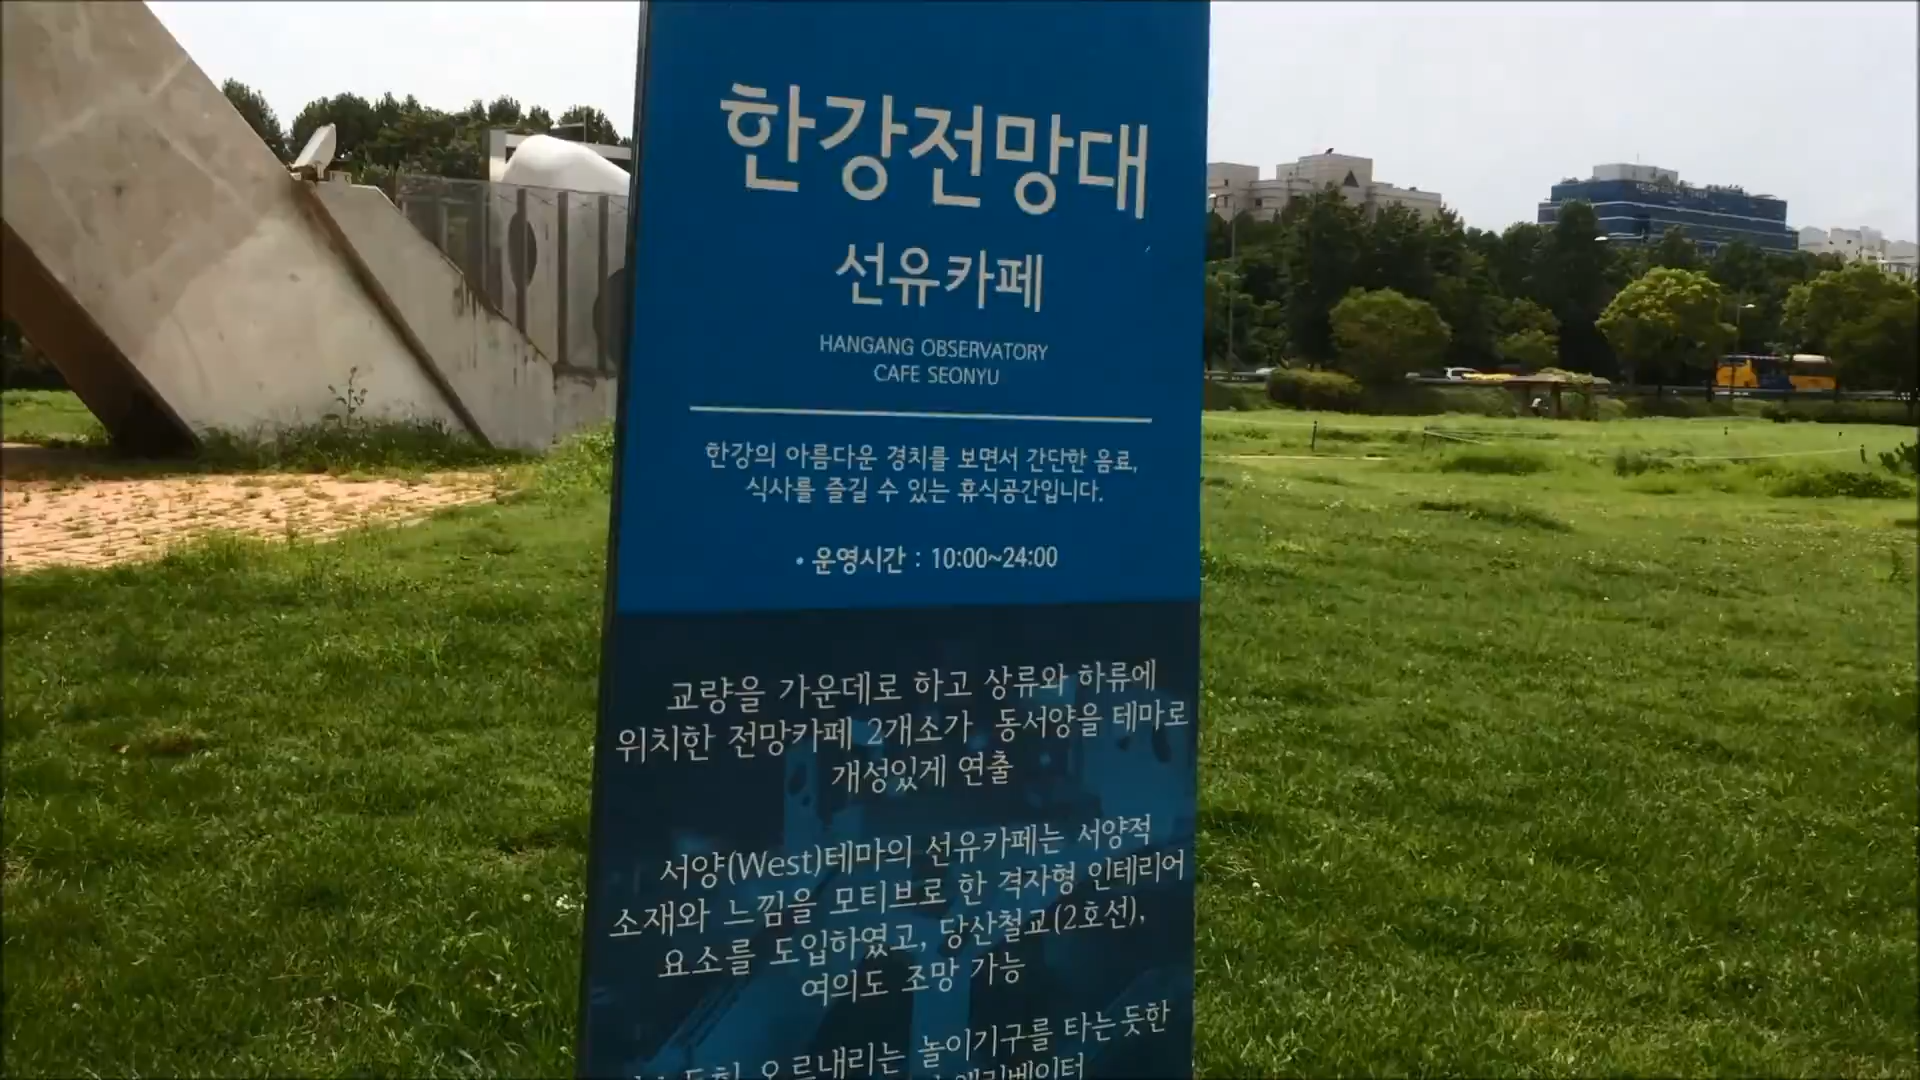 한강전망대
선유카페
HANGANG OBSERVATORY
CAFE SEONYU
한강의 아름다운 경치를 보면서 간단한 음료,
식사를 즐길 수 있는 휴식공간입니다.
• 운영시간 : 10:00~24:00
교량을 가운데로 하고 상류와 하류에
위치한 전망카페 2개소가 동서양을 테마로
개성있게 연출
서양(West)테마의 선유카페는 서양적
소재와 느낌을 모티브로 한 격자형 인테리어
요소를 도입하였고, 당산철교(2호선),
여의도 조망 가능
오르내리는 놀이기구를 타는듯한